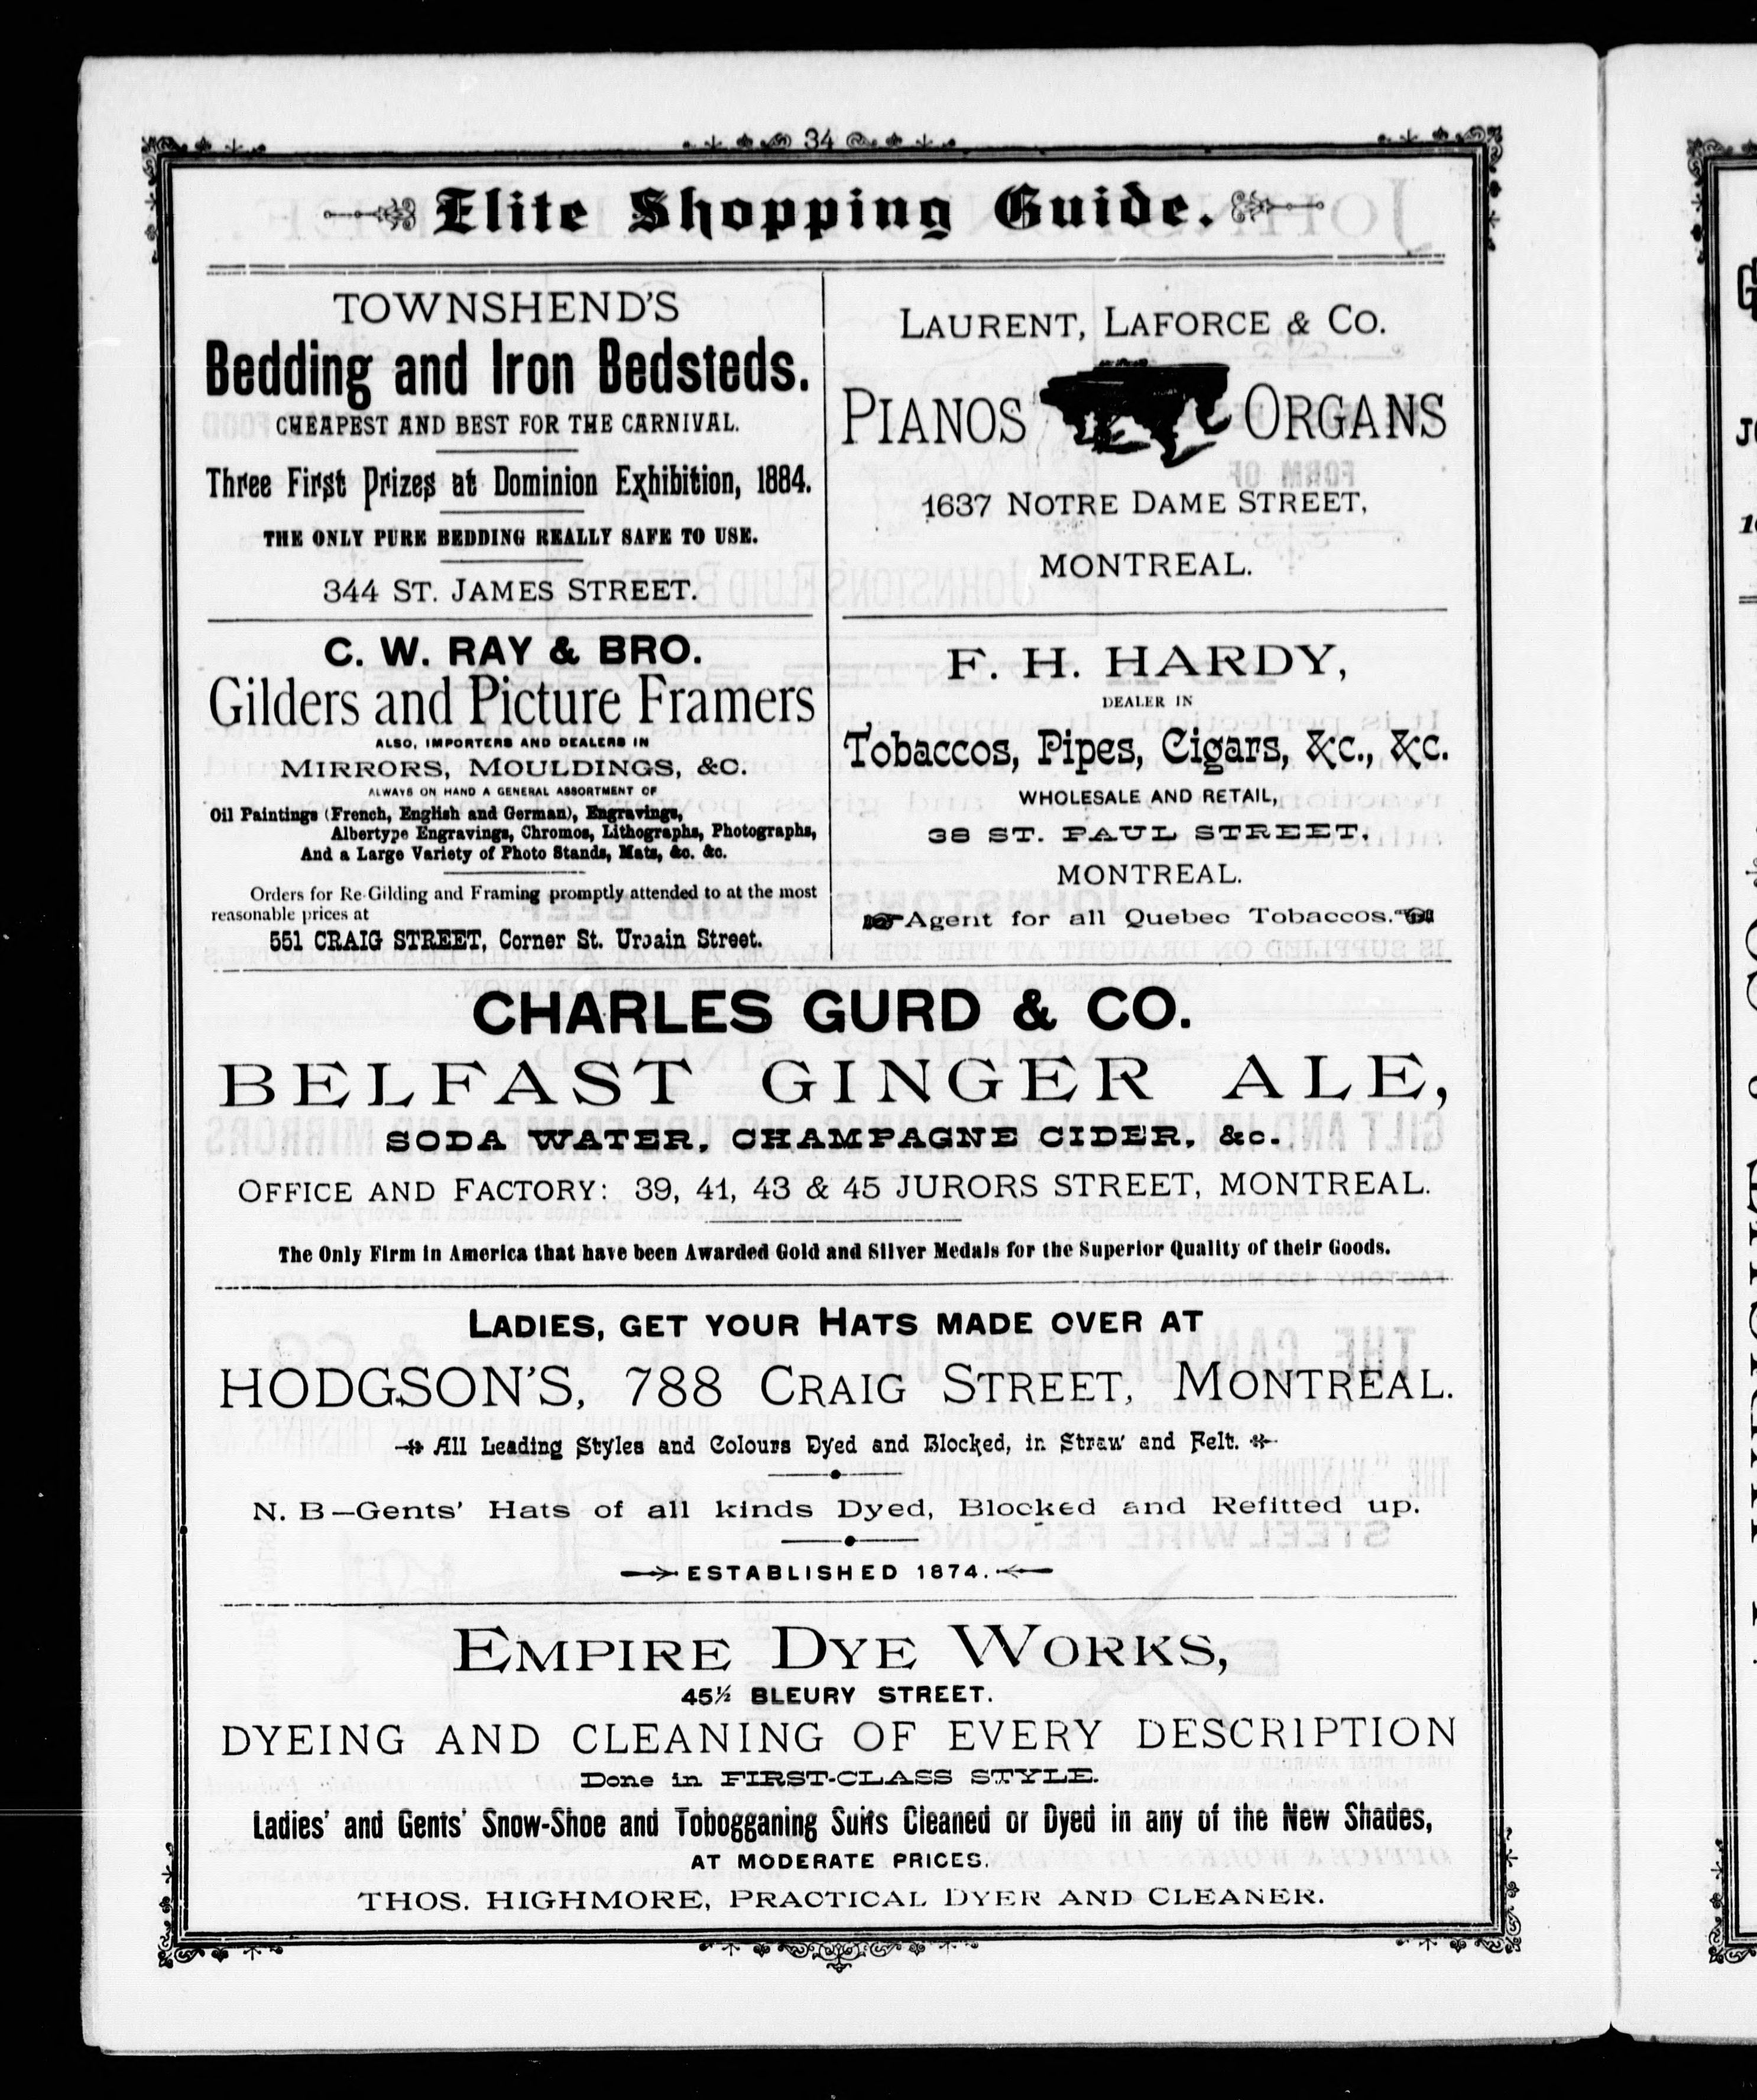 34
Elite Shopping Guide.
TOWNSHEND'S
Bedding and Iron Bedsteds.
CHEAPEST AND BEST FOR THE CARNIVAL.
Three First Prizes at Dominion Exhibition, 1884.
THE ONLY PURE BEDDING REALLY SAFE TO USE.
344 ST. JAMES STREET.
LAURENT, LAFORCE & CO.
PIANOS ORGANS
1637 NOTRE DAME STREET,
MONTREAL.
C. W. RAY & BRO.
Gilders and Picture Framers
ALSO, IMPORTERS AND DEALERS IN
MIRRORS, MOULDINGS, &C.
ALWAYS ON HAND A GENERAL ASSORTMENT OF
Oil Paintings (French, English and German), Engravings,
Albertype Engravings, Chromos, Lithographs, Photographs,
And a Large Variety of Photo Stands, Mats, &c. &c.
Orders for Re-Gilding and Framing promptly attended to at the most
reasonable prices at
551 CRAIG STREET, Corner St. Urbain Street.
F. H. HARDY,
DEALER IN
Tobaccos, Pipes, Cigars, &c., &c.
WHOLESALE AND RETAIL,
38 ST. PAUL STREET,
MONTREAL.
Agent for all Quebec Tobaccos.
CHARLES GURD & CO.
BELFAST GINGER ALE,
SODA WATER, CHAMPAGNE CIDER, &c.
OFFICE AND FACTORY: 39, 41, 43 & 45 JURORS STREET, MONTREAL.
The Only Firm in America that have been Awarded Gold and Silver Medals for the Superior Quality of their Goods.
LADIES, GET YOUR HATS MADE OVER AT
HODGSON'S, 788 CRAIG STREET, MONTREAL.
All Leading Styles and Colours Dyed and Blocked, in Straw and Felt.
N. B—Gents' Hats of all kinds Dyed, Blocked and Refitted up.
ESTABLISHED 1874.
EMPIRE DYE WORKS,
45½ BLEURY STREET.
DYEING AND CLEANING OF EVERY DESCRIPTION
Done in FIRST-CLASS STYLE.
Ladies' and Gents' Snow-Shoe and Tobogganing Suits Cleaned or Dyed in any of the New Shades,
AT MODERATE PRICES.
THOS. HIGHMORE, PRACTICAL DYER AND CLEANER.